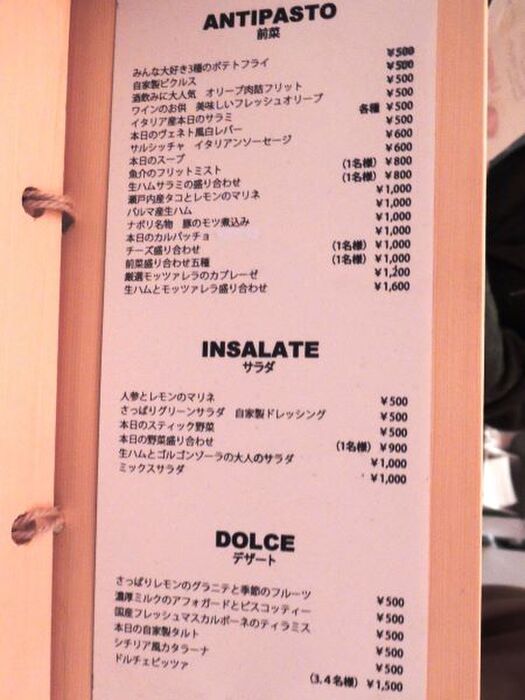 ANTIPASTO
前菜
みんな大好き3種のポテトフライ ¥500
自家製ピクルス ¥500
酒飲みに大人気　オリーブ肉詰フリット ¥500
ワインのお供　美味しいフレッシュオリーブ ¥500
イタリア産本日のサラミ 各種 ¥500
本日のヴェネト風白レバー ¥500
サルシッチャ　イタリアンソーセージ ¥600
本日のスープ ¥600
魚介のフリットミスト (1名様) ¥800
生ハムサラミの盛り合わせ (1名様) ¥800
瀬戸内産タコとレモンのマリネ ¥1,000
パルマ産生ハム ¥1,000
ナポリ名物　豚のモツ煮込み ¥1,000
本日のカルパッチョ ¥1,000
チーズ盛り合わせ (1名様) ¥1,000
前菜盛り合わせ五種 (1名様) ¥1,000
厳選モッツァレラのカプレーゼ ¥1,200
生ハムとモッツァレラ盛り合わせ ¥1,600
INSALATE
サラダ
人参とレモンのマリネ ¥500
さっぱりグリーンサラダ　自家製ドレッシング ¥500
本日のスティック野菜 ¥500
本日の野菜盛り合わせ (1名様) ¥900
生ハムとゴルゴンゾーラの大人のサラダ ¥1,000
ミックスサラダ ¥1,000
DOLCE
デザート
さっぱりレモンのグラニテと季節のフルーツ ¥500
濃厚ミルクのアフォガードとビスコッティー ¥500
国産フレッシュマスカルポーネのティラミス ¥500
本日の自家製タルト ¥500
シチリア風カタラーナ ¥500
ドルチェピッツァ (3,4名様) ¥1,500